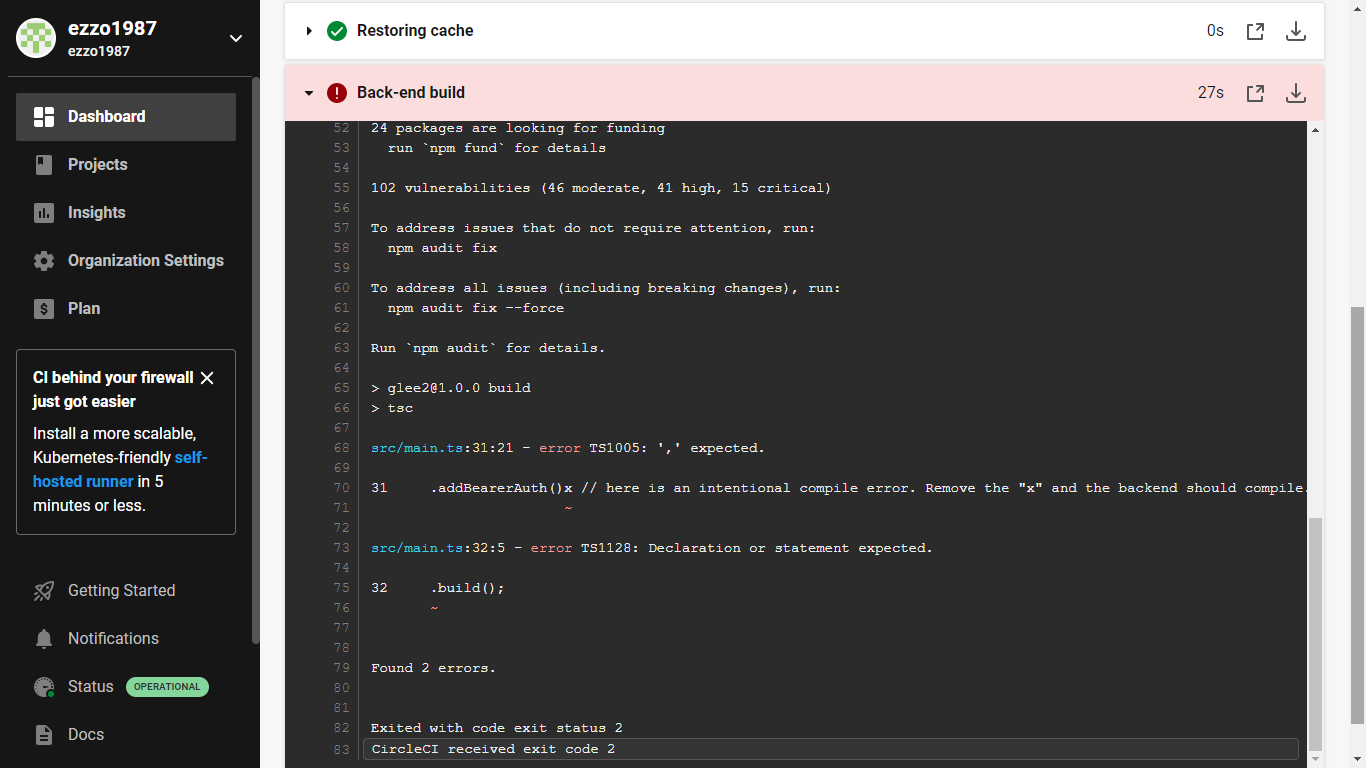 ezzo1987
ezzo1987
Dashboard
Projects
Insights
Organization Settings
Plan
CI behind your firewall
just got easier
Install a more scalable,
Kubernetes-friendly self-
hosted runner in 5
minutes or less.
Getting Started
Notifications
Status OPERATIONAL
Docs
Restoring cache 0s
Back-end build 27s
52 24 packages are looking for funding
53   run `npm fund` for details
54
55 102 vulnerabilities (46 moderate, 41 high, 15 critical)
56
57 To address issues that do not require attention, run:
58   npm audit fix
59
60 To address all issues (including breaking changes), run:
61   npm audit fix --force
62
63 Run `npm audit` for details.
64
65 > glee2@1.0.0 build
66 > tsc
67
68 src/main.ts:31:21 - error TS1005: ',' expected.
69
70 31     .addBearerAuth()x // here is an intentional compile error. Remove the "x" and the backend should compile.
71                        ~
72
73 src/main.ts:32:5 - error TS1128: Declaration or statement expected.
74
75 32     .build();
76        ~
77
78
79 Found 2 errors.
80
81
82 Exited with code exit status 2
83 CircleCI received exit code 2